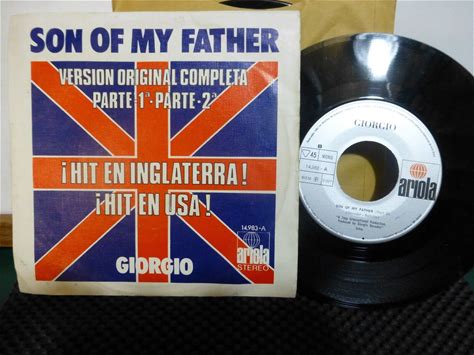 SON OF MY FATHER
VERSION ORIGINAL COMPLETA
PARTE-1ª-PARTE-2ª
¡HIT EN INGLATERRA!
¡HIT EN USA!
GIORGIO
14.983-A
ariola
STEREO
GIORGIO
45
ariola
SON OF MY FATHER